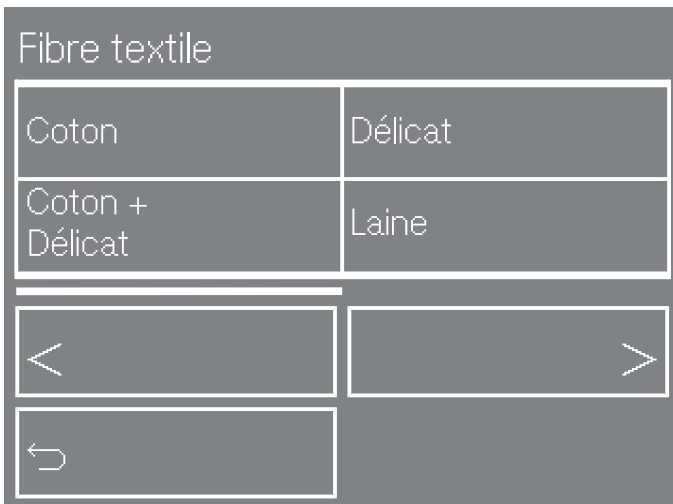 Fibre textile
Coton
Délicat
Coton +
Délicat
Laine
<
>